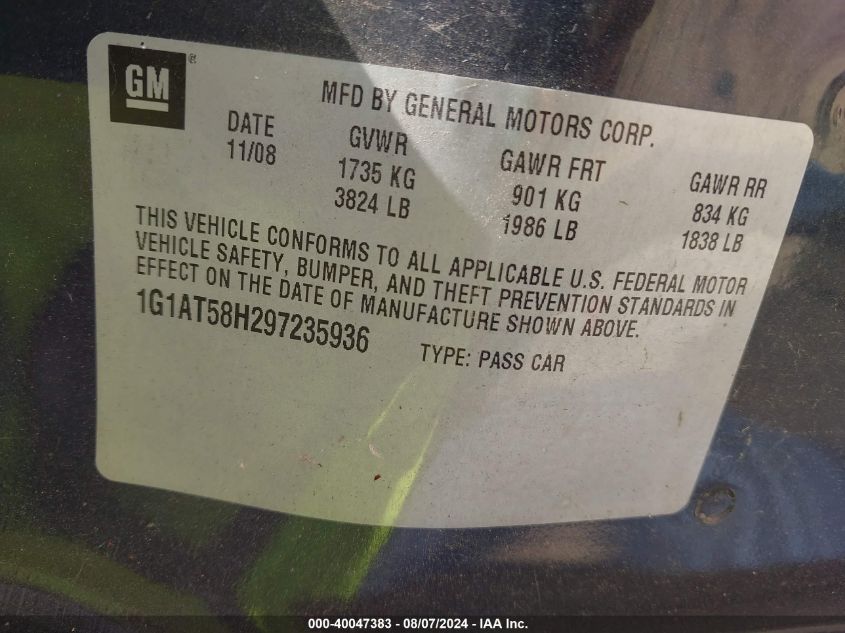 GM®
MFD BY GENERAL MOTORS CORP.
DATE GVWR GAWR FRT GAWR RR
11/08 1735 KG 901 KG 834 KG
3824 LB 1986 LB 1838 LB
THIS VEHICLE CONFORMS TO ALL APPLICABLE U.S. FEDERAL MOTOR
VEHICLE SAFETY, BUMPER, AND THEFT PREVENTION STANDARDS IN
EFFECT ON THE DATE OF MANUFACTURE SHOWN ABOVE.
1G1AT58H297235936 TYPE: PASS CAR
000-40047383 - 08/07/2024 - IAA Inc.